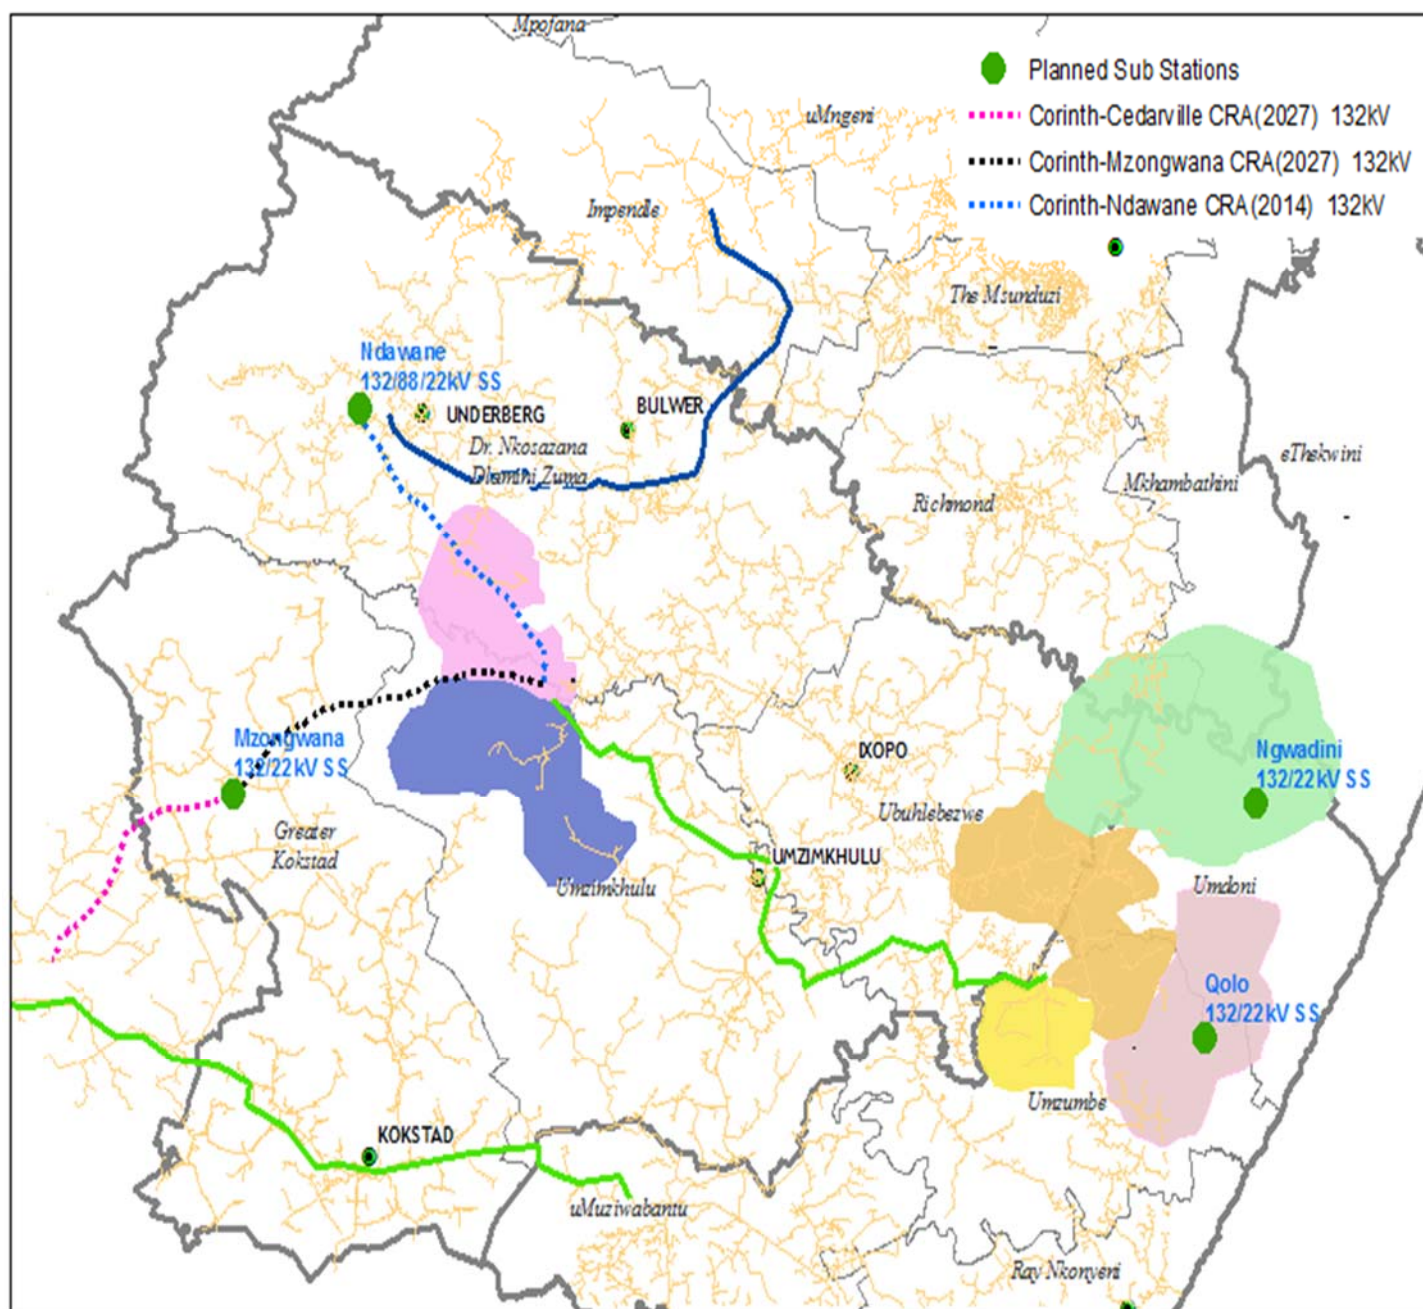 Mpofana
Planned Sub Stations
Corinth-Cedarville CRA(2027) 132kV
uMngeni
Corinth-Mzongwana CRA(2027) 132kV
Corinth-Ndawane CRA(2014) 132kV
Impendle
The Msunduzi
Ndawane
132/88/22kV SS
UNDERBERG
BULWER
Dr. Nkosazana
Dlamini Zuma
eThekwini
Mkhambathini
Richmond
Mzongwana
132/22kV SS
IXOPO
Ngwadini
132/22kV SS
Ubuhlebezwe
Greater
Kokstad
UMZIMKHULU
Umzimkhulu
Umdoni
Qolo
132/22kV SS
Umzumbe
KOKSTAD
uMuziwabantu
Ray Nkonyeni